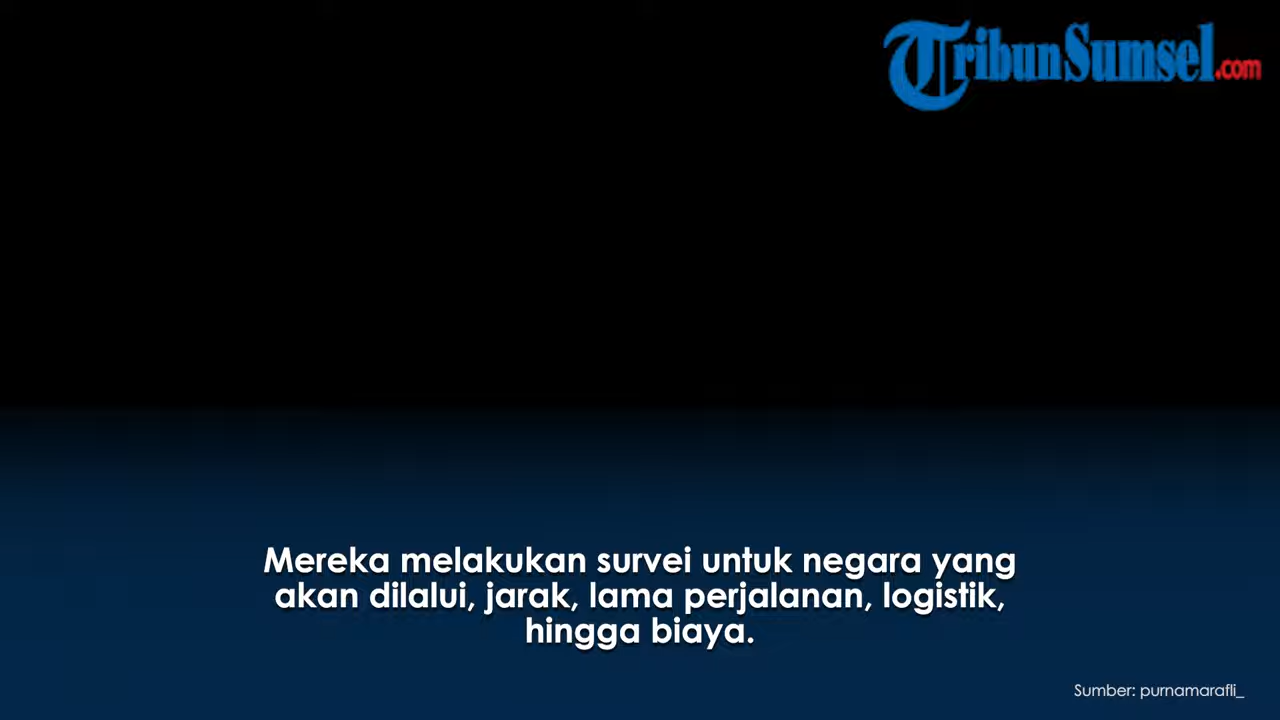 TribunSumsel.com
Mereka melakukan survei untuk negara yang
akan dilalui, jarak, lama perjalanan, logistik,
hingga biaya.
Sumber: purnamarafli_